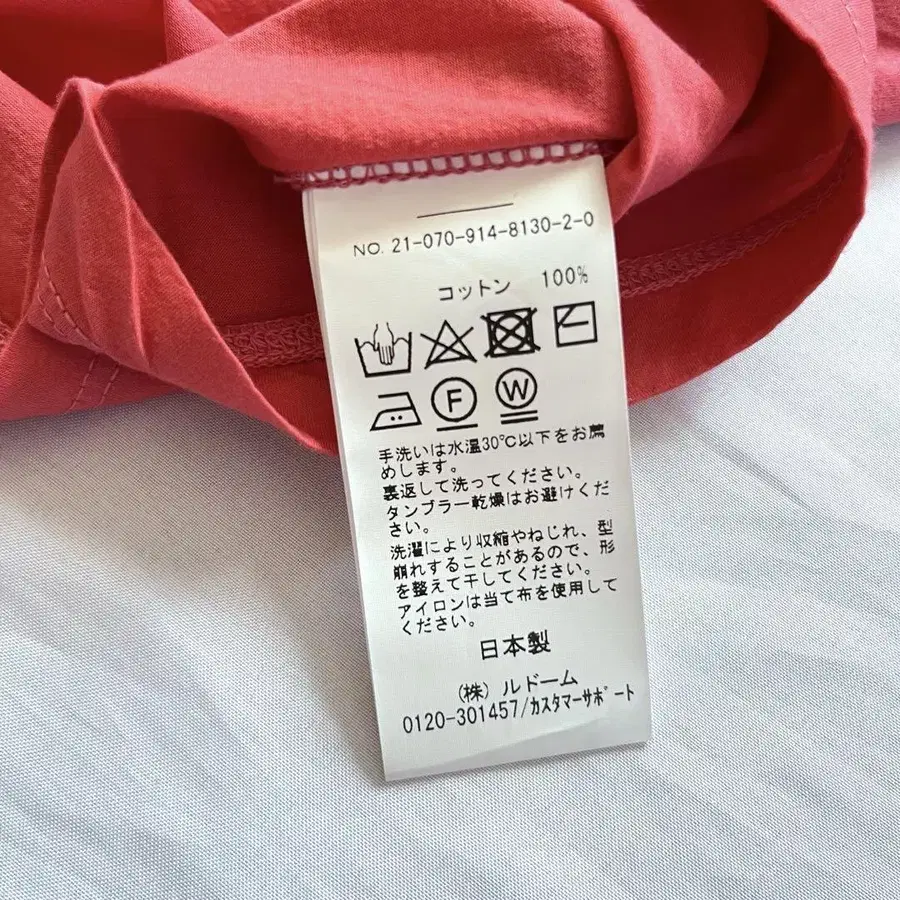 NO. 21-070-914-8130-2-0
コットン 100%
F W
手洗いは水温30℃以下をお薦
めします。
裏返して洗ってください。
タンブラー乾燥はお避けくだ
さい。
洗濯により収縮やねじれ、型
崩れすることがあるので、形
を整えて干してください。
アイロンは当て布を使用して
ください。
日本製
(株) ルドーム
0120-301457/カスタマーサポート